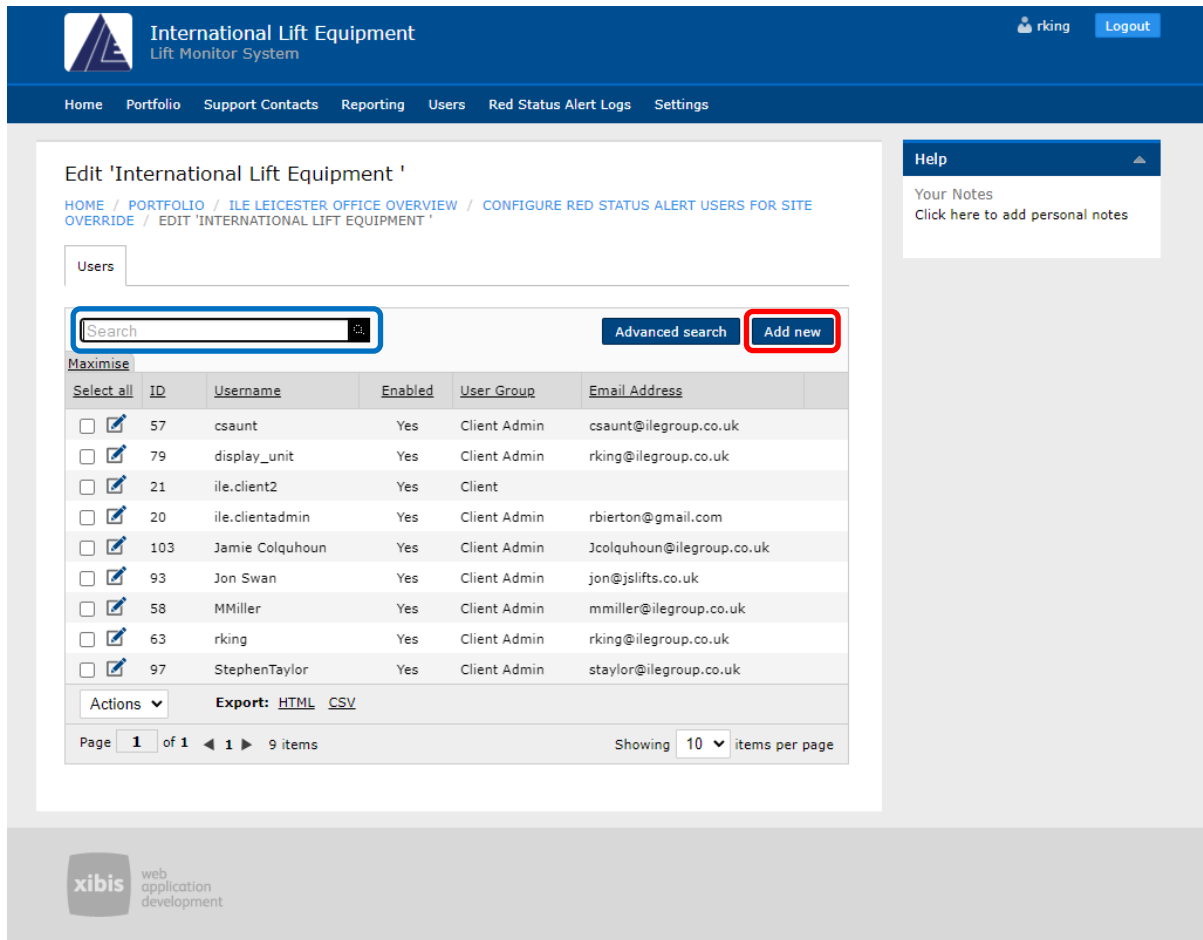 International Lift Equipment
Lift Monitor System
rking Logout
Home Portfolio Support Contacts Reporting Users Red Status Alert Logs Settings
Edit 'International Lift Equipment '
HOME / PORTFOLIO / ILE LEICESTER OFFICE OVERVIEW / CONFIGURE RED STATUS ALERT USERS FOR SITE
OVERRIDE / EDIT 'INTERNATIONAL LIFT EQUIPMENT '
Help
Your Notes
Click here to add personal notes
Users
Search Advanced search Add new
Maximise
Select all ID Username Enabled User Group Email Address
57 csaunt Yes Client Admin csaunt@ilegroup.co.uk
79 display_unit Yes Client Admin rking@ilegroup.co.uk
21 ile.client2 Yes Client
20 ile.clientadmin Yes Client Admin rbierton@gmail.com
103 Jamie Colquhoun Yes Client Admin Jcolquhoun@ilegroup.co.uk
93 Jon Swan Yes Client Admin jon@jslifts.co.uk
58 MMiller Yes Client Admin mmiller@ilegroup.co.uk
63 rking Yes Client Admin rking@ilegroup.co.uk
97 StephenTaylor Yes Client Admin staylor@ilegroup.co.uk
Actions Export: HTML CSV
Page 1 of 1 1 9 items Showing 10 items per page
xibis
web
application
development